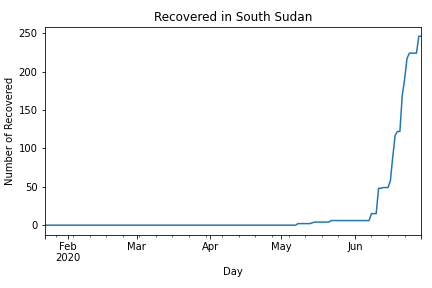 Recovered in South Sudan
250
200
150
100
50
0
Number of Recovered
Feb
2020
Mar
Apr
May
Jun
Day